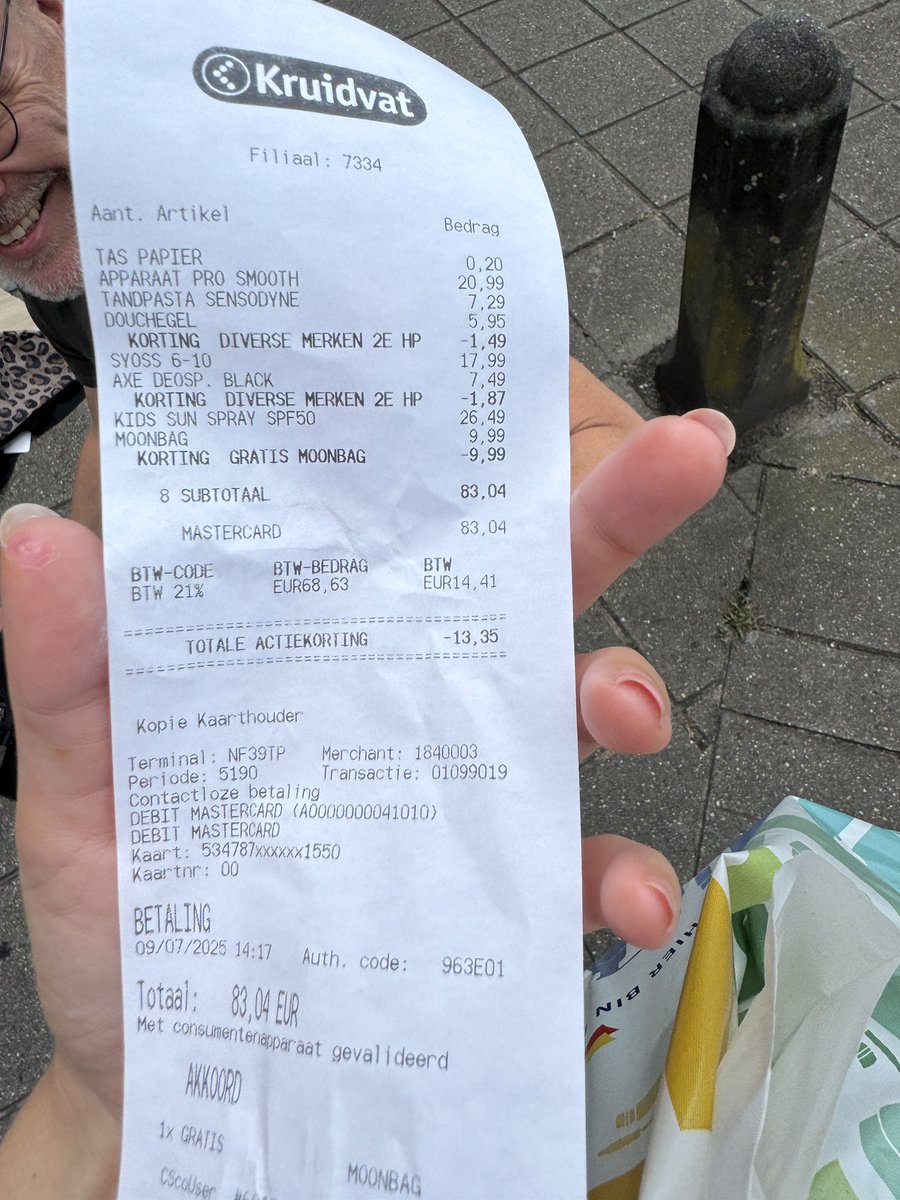 Kruidvat
Filiaal: 7334
Aant. Artikel Bedrag
TAS PAPIER 0,20
APPARAAT PRO SMOOTH 20,99
TANDPASTA SENSODYNE 7,29
DOUCHEGEL 5,95
KORTING DIVERSE MERKEN 2E HP -1,49
SYOSS 6-10 17,99
AXE DEOSP. BLACK 7,49
KORTING DIVERSE MERKEN 2E HP -1,87
KIDS SUN SPRAY SPF50 26,49
MOONBAG 9,99
KORTING GRATIS MOONBAG -9,99
8 SUBTOTAAL 83,04
MASTERCARD 83,04
BTW-CODE BTW-BEDRAG BTW
BTW 21% EUR68,63 EUR14,41
TOTALE ACTIEKORTING -13,35
Kopie Kaarthouder
Terminal: NF39TP Merchant: 1840003
Periode: 5190 Transactie: 01099019
Contactloze betaling
DEBIT MASTERCARD (A0000000041010)
DEBIT MASTERCARD
Kaart: 534787xxxxxx1550
Kaartnr: 00
BETALING
09/07/2025 14:17 Auth. code: 963E01
Totaal: 83,04 EUR
Met consumentenapparaat gevalideerd
AKKOORD
1x GRATIS
MOONBAG
CScoUser
HIER BIN